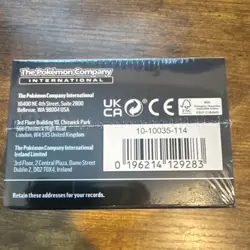 The Pokémon Company
INTERNATIONAL
The Pokémon Company International
10400 NE 4th Street, Suite 2800
Bellevue, WA 98004 USA
UK
CA
CE
3rd Floor Building 10, Chiswick Park
566 Chiswick High Road
London, W4 5XS United Kingdom
10-10035-114
0 196214 129283
The Pokémon Company International
Ireland Limited
3rd Floor, 2 Central Plaza, Dame Street
Dublin 2, D02 FOX4, Ireland
Retain these addresses for your records.